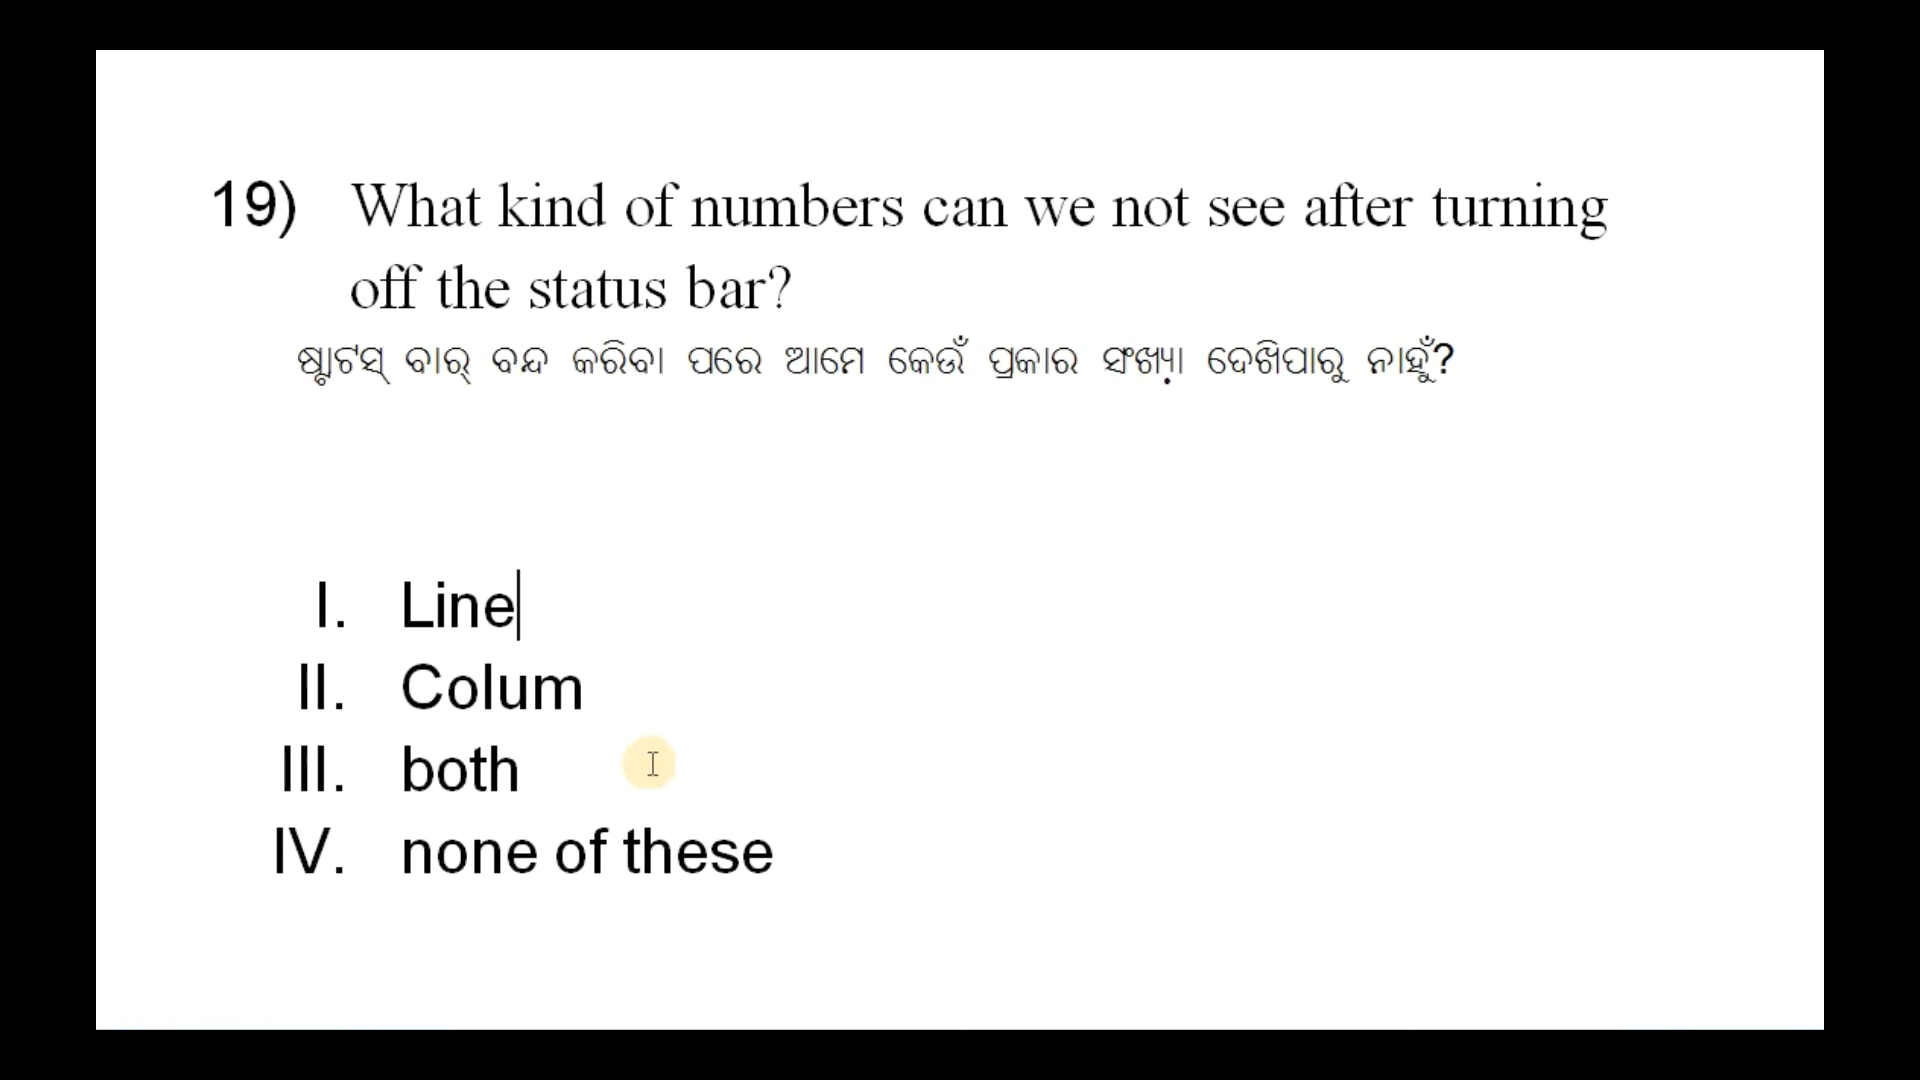 19) What kind of numbers can we not see after turning
off the status bar?
ଷ୍ଟାଟସ୍ ବାର୍ ବନ୍ଦ କରିବା ପରେ ଆମେ କେଉଁ ପ୍ରକାର ସଂଖ୍ୟା ଦେଖିପାରୁ ନାହୁଁ?
I. Line
II. Colum
III. both
IV. none of these